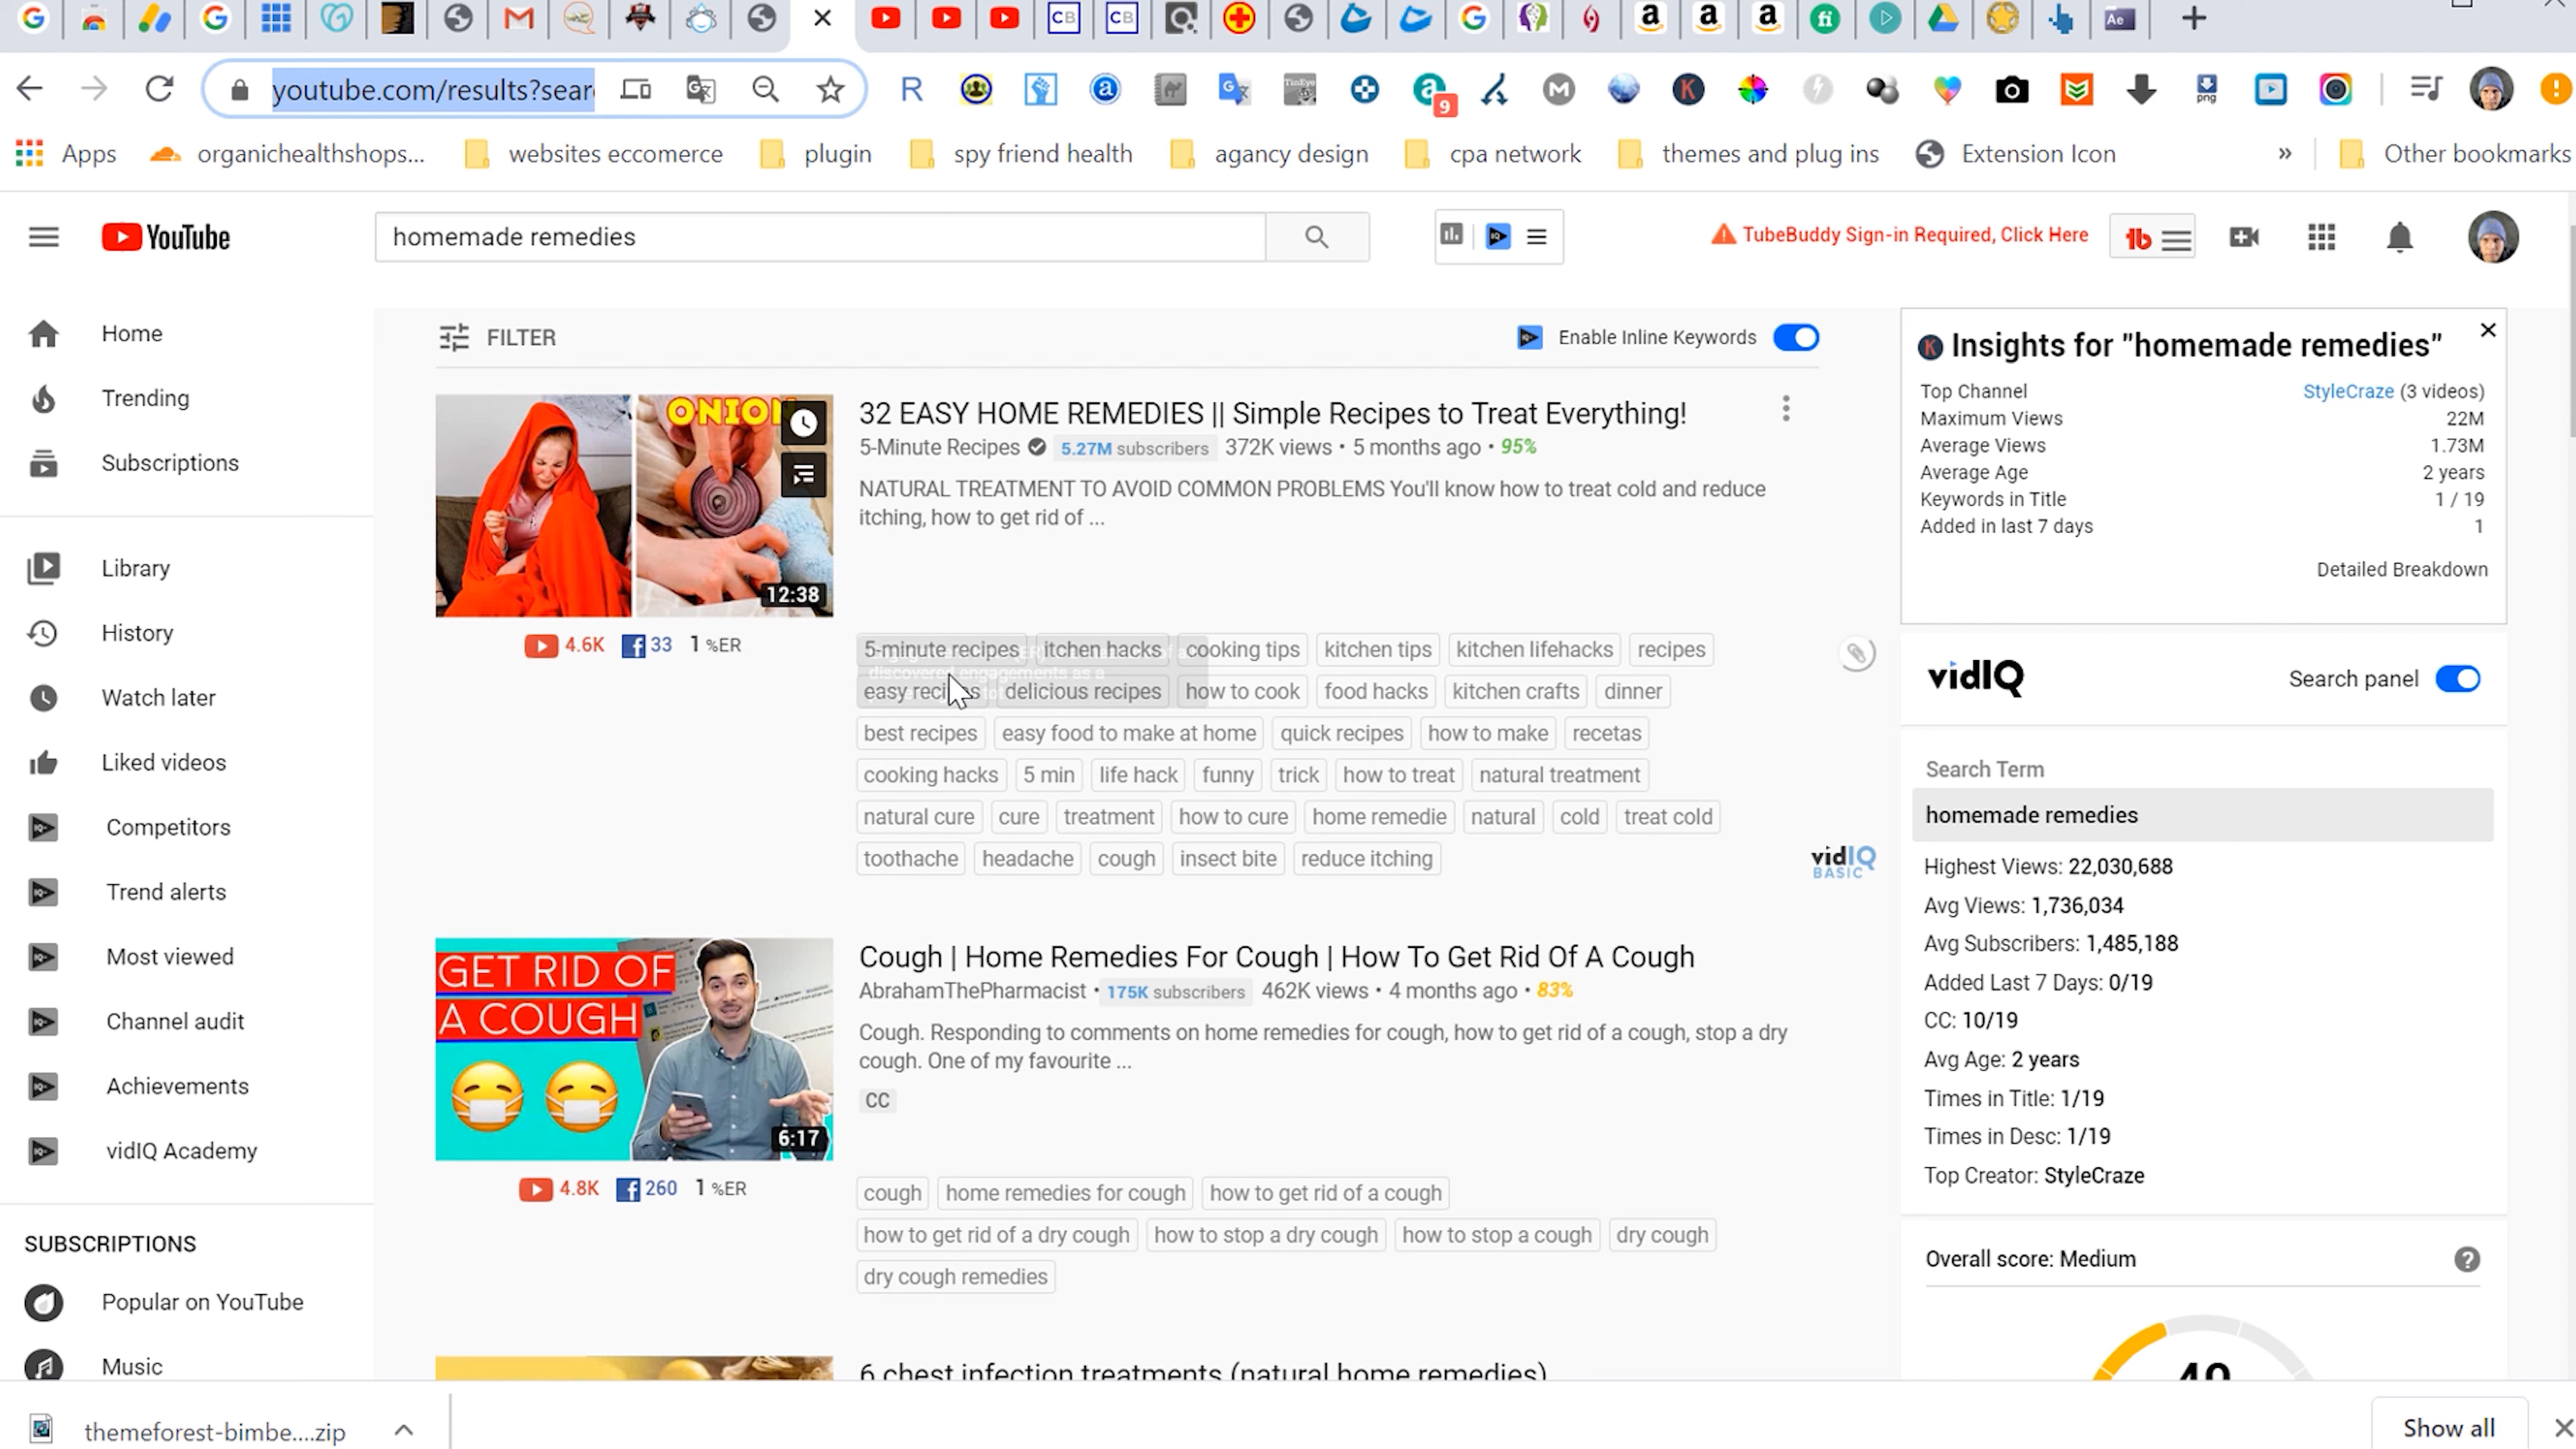 youtube.com/results?sear
R
9
Apps
organichealthshops...
websites eccomerce
plugin
spy friend health
agancy design
cpa network
themes and plug ins
Extension Icon
»
Other bookmarks
YouTube
homemade remedies
TubeBuddy Sign-in Required, Click Here
Home
Trending
Subscriptions
Library
History
Watch later
Liked videos
Competitors
Trend alerts
Most viewed
Channel audit
Achievements
vidIQ Academy
SUBSCRIPTIONS
Popular on YouTube
Music
FILTER
Enable Inline Keywords
ONION
12:38
32 EASY HOME REMEDIES || Simple Recipes to Treat Everything!
5-Minute Recipes 5.27M subscribers 372K views • 5 months ago • 95%
NATURAL TREATMENT TO AVOID COMMON PROBLEMS You'll know how to treat cold and reduce
itching, how to get rid of ...
4.6K 33 1 %ER
5-minute recipes itchen hacks cooking tips kitchen tips kitchen lifehacks recipes
discovered engagements as a
easy recipes delicious recipes how to cook food hacks kitchen crafts dinner
best recipes easy food to make at home quick recipes how to make recetas
cooking hacks 5 min life hack funny trick how to treat natural treatment
natural cure cure treatment how to cure home remedie natural cold treat cold
toothache headache cough insect bite reduce itching
vidIQ
BASIC
GET RID OF
A COUGH
6:17
Cough | Home Remedies For Cough | How To Get Rid Of A Cough
AbrahamThePharmacist • 175K subscribers 462K views • 4 months ago • 83%
Cough. Responding to comments on home remedies for cough, how to get rid of a cough, stop a dry
cough. One of my favourite ...
CC
4.8K 260 1 %ER
cough home remedies for cough how to get rid of a cough
how to get rid of a dry cough how to stop a dry cough how to stop a cough dry cough
dry cough remedies
6 chest infection treatments (natural home remedies)
Insights for "homemade remedies"
Top Channel StyleCraze (3 videos)
Maximum Views 22M
Average Views 1.73M
Average Age 2 years
Keywords in Title 1 / 19
Added in last 7 days 1
Detailed Breakdown
vidIQ Search panel
Search Term
homemade remedies
Highest Views: 22,030,688
Avg Views: 1,736,034
Avg Subscribers: 1,485,188
Added Last 7 Days: 0/19
CC: 10/19
Avg Age: 2 years
Times in Title: 1/19
Times in Desc: 1/19
Top Creator: StyleCraze
Overall score: Medium
themeforest-bimbe....zip
Show all